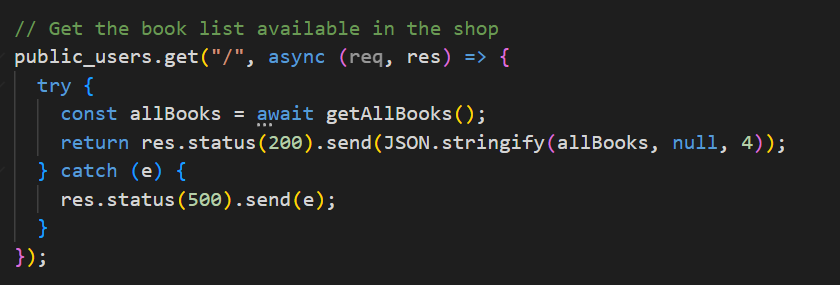 // Get the book list available in the shop
public_users.get("/", async (req, res) => {
  try {
    const allBooks = await getAllBooks();
    return res.status(200).send(JSON.stringify(allBooks, null, 4));
  } catch (e) {
    res.status(500).send(e);
  }
});